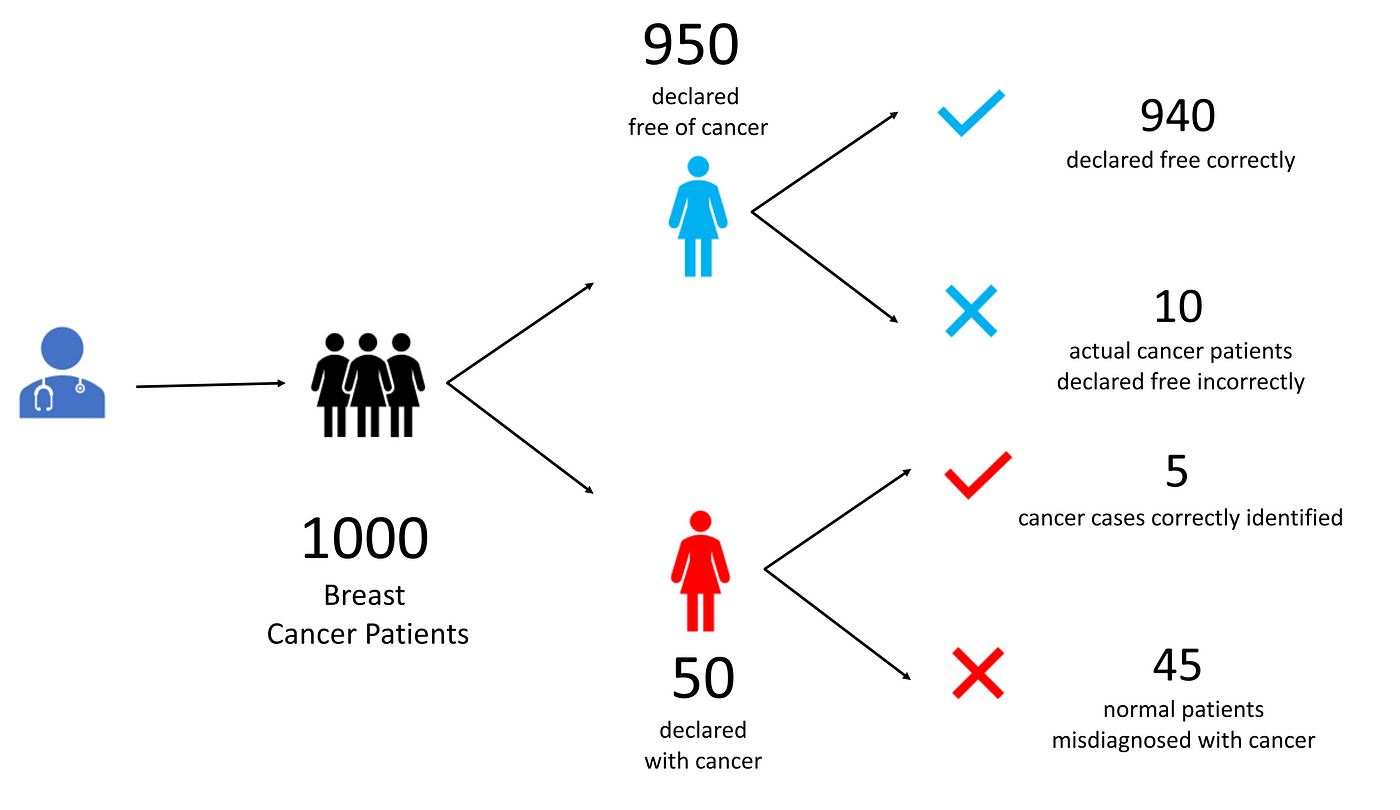 1000
Breast
Cancer Patients
950
declared
free of cancer
940
declared free correctly
10
actual cancer patients
declared free incorrectly
50
declared
with cancer
5
cancer cases correctly identified
45
normal patients
misdiagnosed with cancer